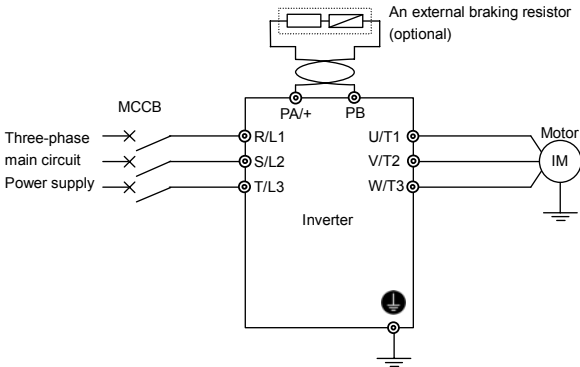 An external braking resistor
(optional)
MCCB
PA/+ PB
Three-phase
main circuit
Power supply
R/L1
S/L2
T/L3
U/T1
V/T2
W/T3
Motor
IM
Inverter